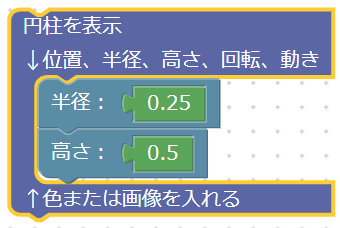 円柱を表示
↓位置、半径、高さ、回転、動き
半径： 0.25
高さ： 0.5
↑色または画像を入れる